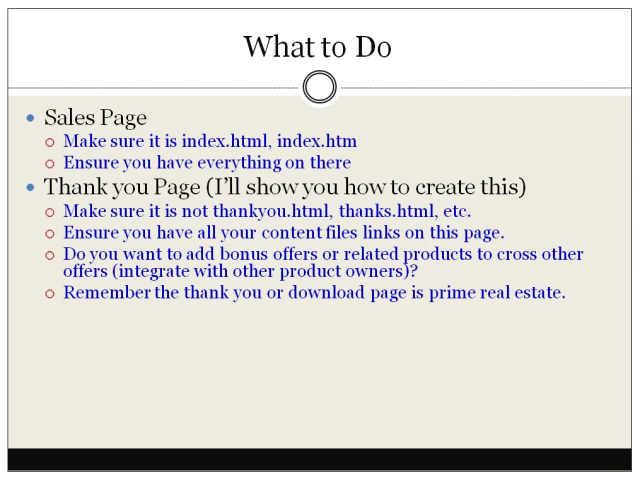 What to Do
Sales Page
Make sure it is index.html, index.htm
Ensure you have everything on there
Thank you Page (I'll show you how to create this)
Make sure it is not thankyou.html, thanks.html, etc.
Ensure you have all your content files links on this page.
Do you want to add bonus offers or related products to cross other
offers (integrate with other product owners)?
Remember the thank you or download page is prime real estate.